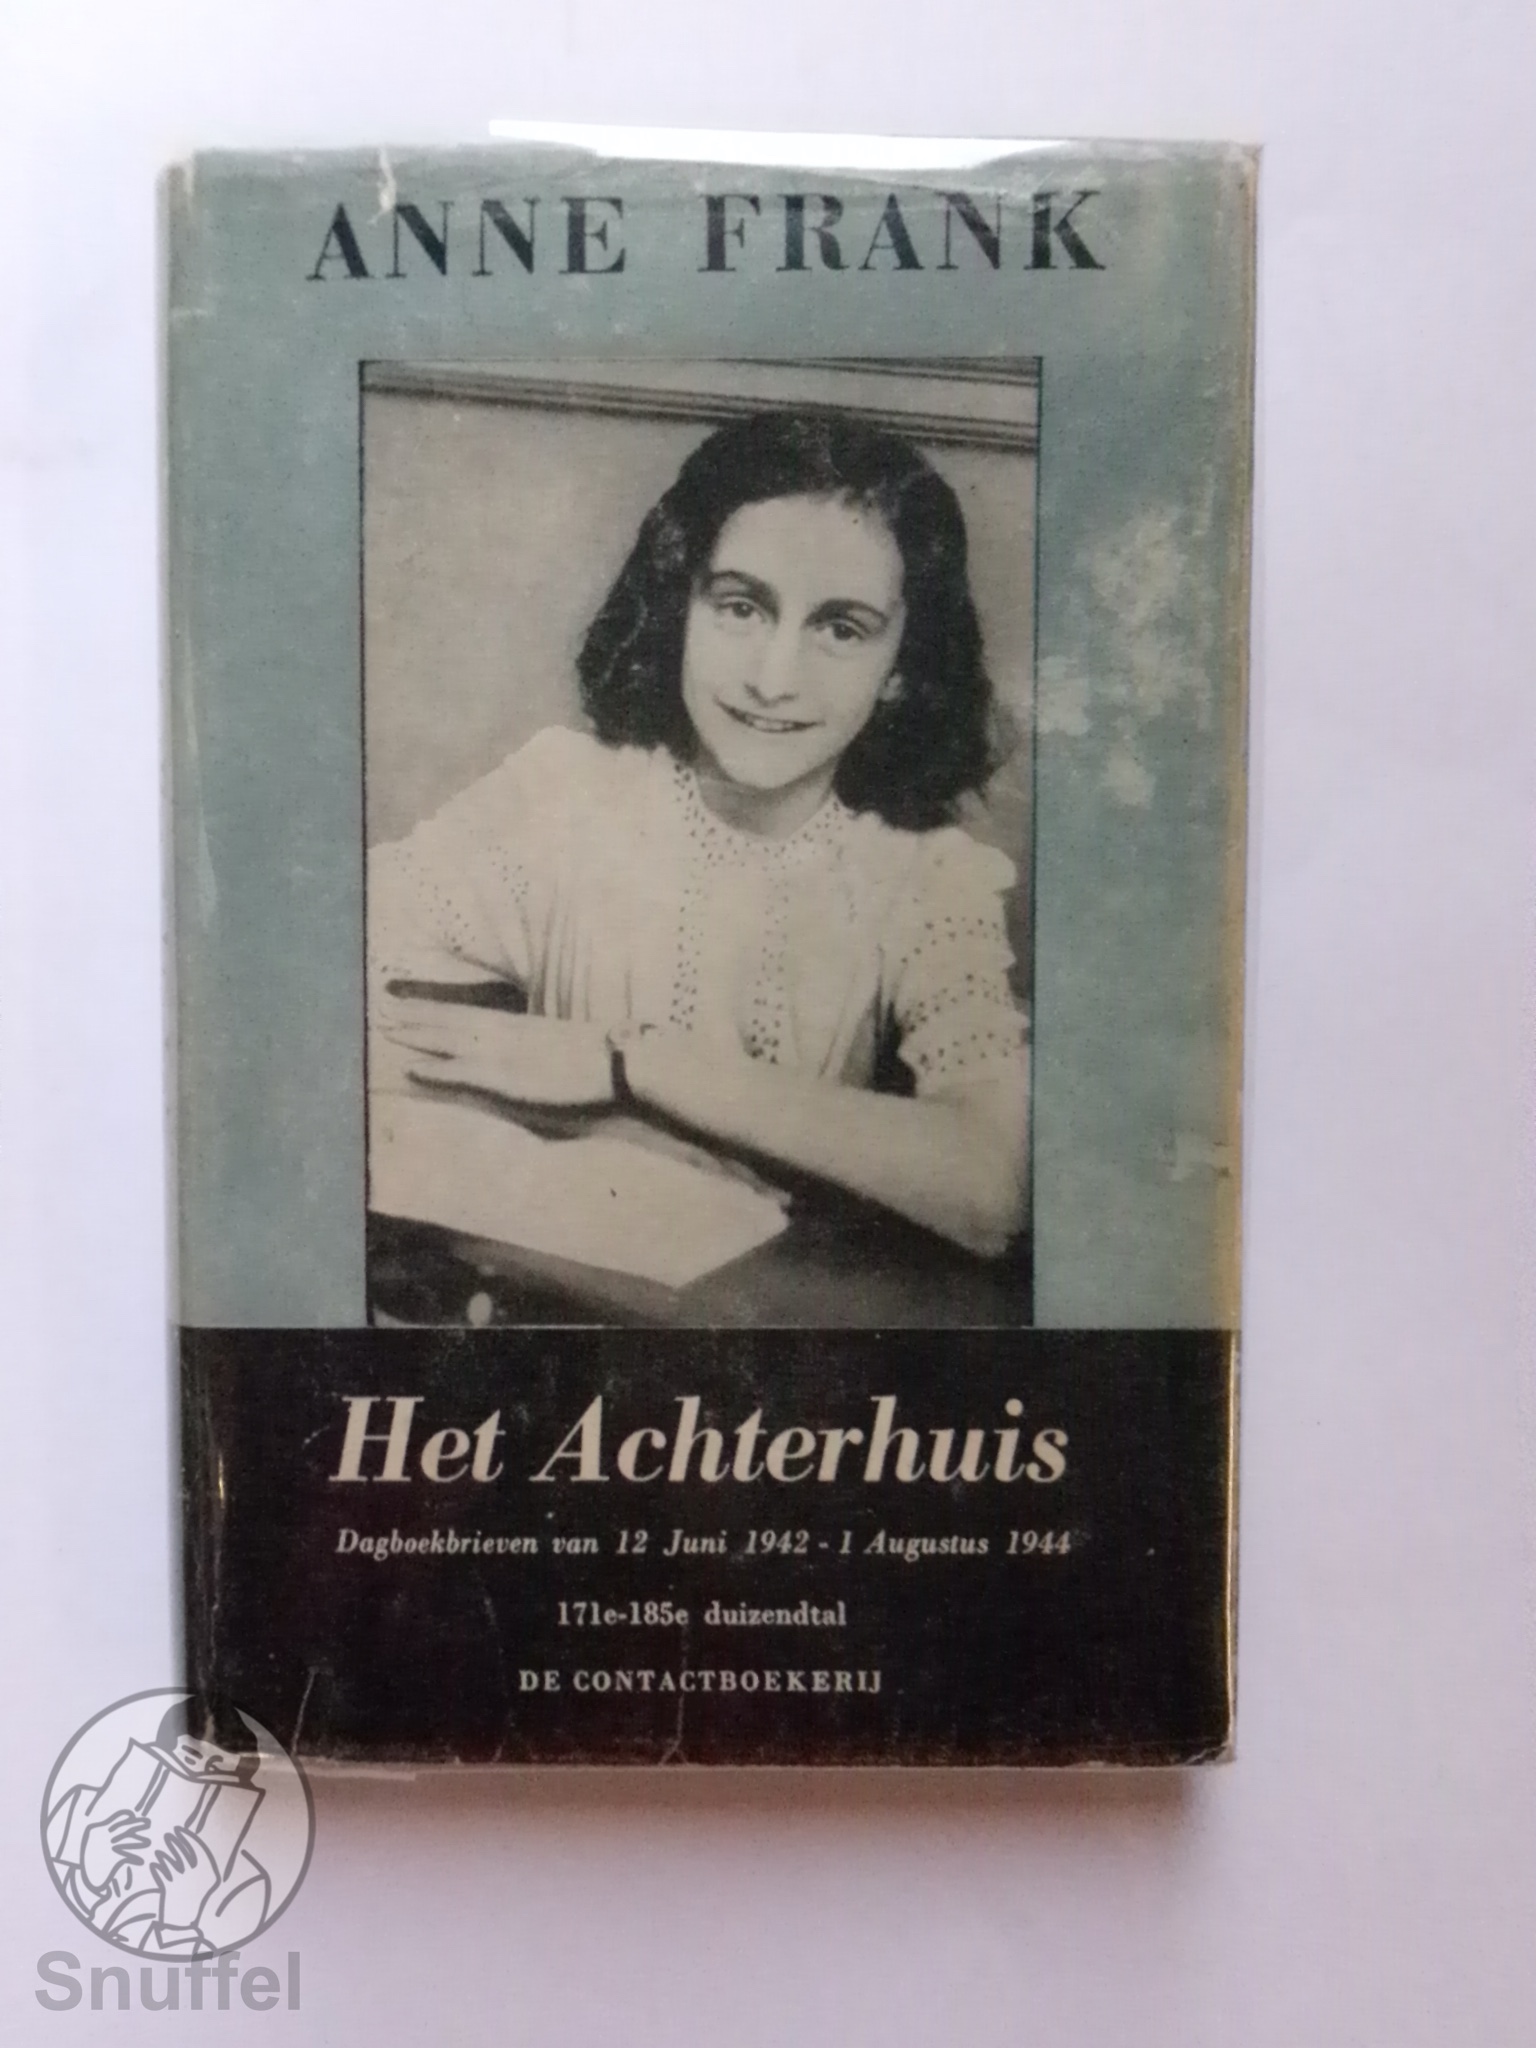 ANNE FRANK
Het Achterhuis
Dagboekbrieven van 12 Juni 1942 - 1 Augustus 1944
171e-185e duizendtal
DE CONTACTBOEKERIJ
Snuffel